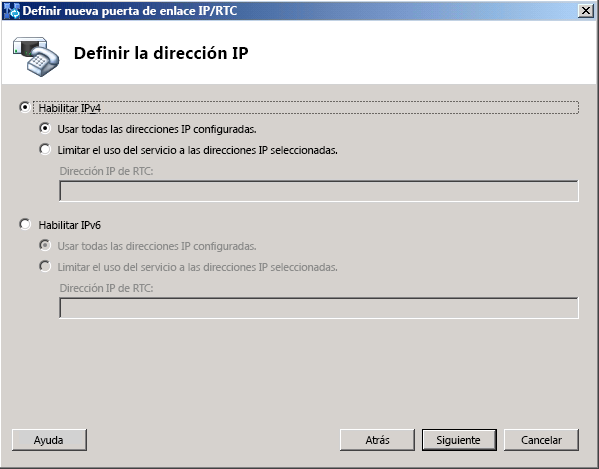 Definir nueva puerta de enlace IP/RTC
Definir la dirección IP
Habilitar IPv4
Usar todas las direcciones IP configuradas.
Limitar el uso del servicio a las direcciones IP seleccionadas.
Dirección IP de RTC:
Habilitar IPv6
Usar todas las direcciones IP configuradas.
Limitar el uso del servicio a las direcciones IP seleccionadas.
Dirección IP de RTC:
Ayuda
Atrás
Siguiente
Cancelar